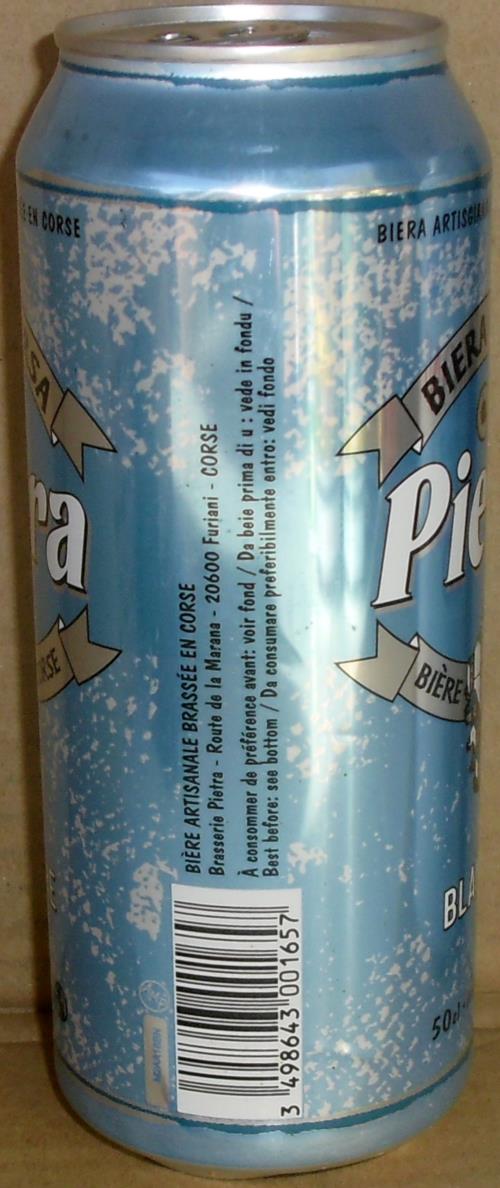 EN CORSE
BIERA
SA
BIERA
ra
Pie
RSE
BIÈRE
BIÈRE ARTISANALE BRASSÉE EN CORSE
Brasserie Pietra - Route de la Marana - 20600 Furiani - CORSE
À consommer de préférence avant: voir fond / Da beie prima di u : vede in fondu /
Best before: see bottom / Da consumare preferibilmente entro: vedi fondo
BLA
50cl
3 498643 001657